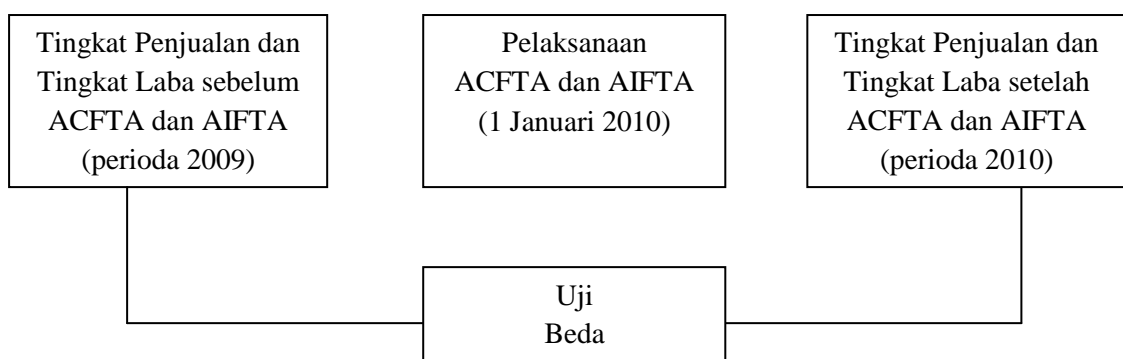 Tingkat Penjualan dan
Tingkat Laba sebelum
ACFTA dan AIFTA
(perioda 2009)
Pelaksanaan
ACFTA dan AIFTA
(1 Januari 2010)
Tingkat Penjualan dan
Tingkat Laba setelah
ACFTA dan AIFTA
(perioda 2010)
Uji
Beda